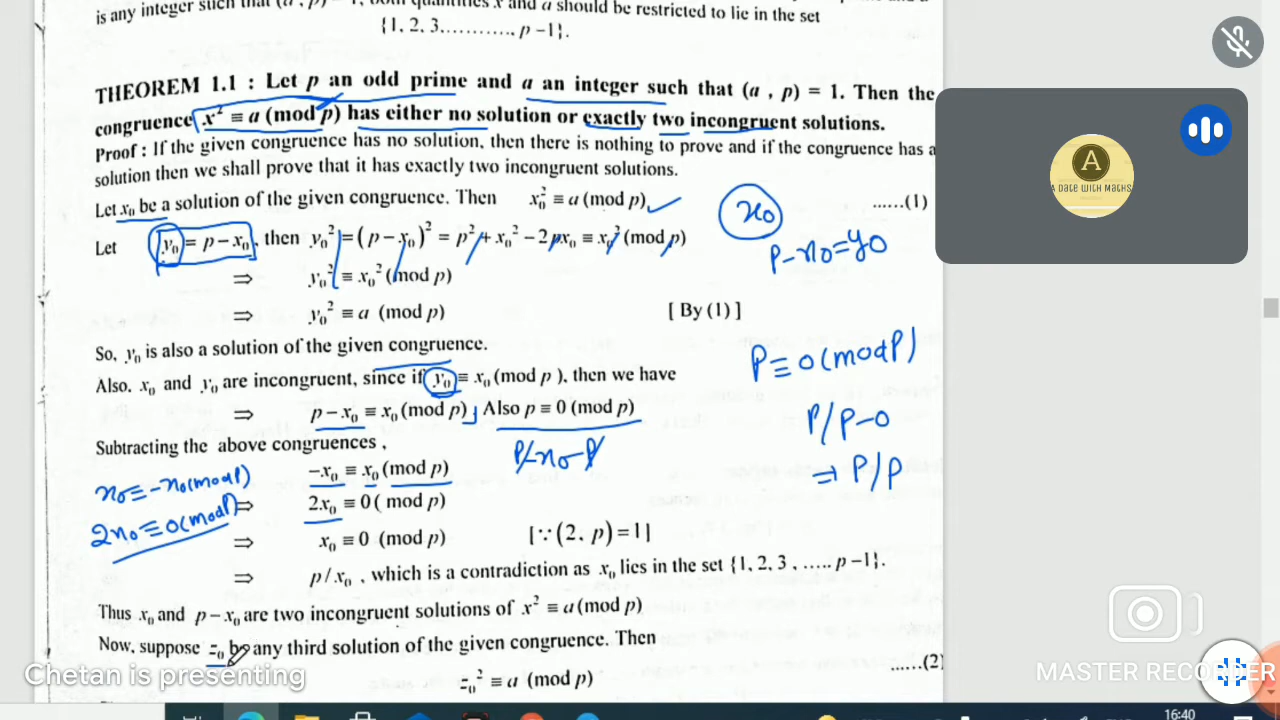 is any integer such that (a , p) = 1, both quantities x and a should be restricted to lie in the set
{1, 2, 3..........., p −1}.
THEOREM 1.1 : Let p an odd prime and a an integer such that (a , p) = 1. Then the
congruence x² ≡ a (mod p) has either no solution or exactly two incongruent solutions.
Proof : If the given congruence has no solution, then there is nothing to prove and if the congruence has a
solution then we shall prove that it has exactly two incongruent solutions.
Let x₀ be a solution of the given congruence. Then x₀² ≡ a (mod p), ......(1)
x₀
Let y₀ = p − x₀, then y₀² = (p − x₀)² = p² + x₀² − 2px₀ ≡ x₀² (mod p)
P−x₀=y₀
⇒ y₀² ≡ x₀² (mod p)
⇒ y₀² ≡ a (mod p) [ By (1) ]
So, y₀ is also a solution of the given congruence.
P≡0(modP)
Also, x₀ and y₀ are incongruent, since if y₀ ≡ x₀ (mod p), then we have
⇒ p − x₀ ≡ x₀ (mod p) Also p ≡ 0 (mod p)
P/P−0
Subtracting the above congruences,
P−x₀−P
−x₀ ≡ x₀ (mod p)
⇒ P/P
x₀≡−x₀(modP)
⇒ 2x₀ ≡ 0 ( mod p)
2x₀≡0(modP)
⇒ x₀ ≡ 0 (mod p) [∵ (2, p) = 1]
⇒ p / x₀ , which is a contradiction as x₀ lies in the set {1, 2, 3 , ..... p −1}.
Thus x₀ and p − x₀ are two incongruent solutions of x² ≡ a (mod p)
Now, suppose z₀ be any third solution of the given congruence. Then
z₀² ≡ a (mod p) ......(2)
A
A DATE WITH MATHS
Chetan is presenting
MASTER RECORDER
16:40